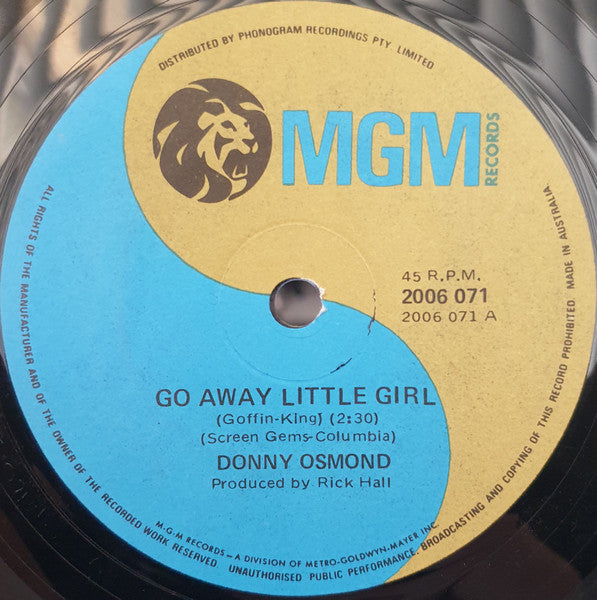 DISTRIBUTED BY PHONOGRAM RECORDINGS PTY. LIMITED
MGM
RECORDS
45 R.P.M.
2006 071
2006 071 A
GO AWAY LITTLE GIRL
(Goffin-King) (2:30)
(Screen Gems-Columbia)
DONNY OSMOND
Produced by Rick Hall
M.G.M RECORDS – A DIVISION OF METRO-GOLDWYN-MAYER INC.
ALL RIGHTS OF THE MANUFACTURER AND OF THE OWNER OF THE RECORDED WORK RESERVED. UNAUTHORISED PUBLIC PERFORMANCE. BROADCASTING AND COPYING OF THIS RECORD PROHIBITED. MADE IN AUSTRALIA.